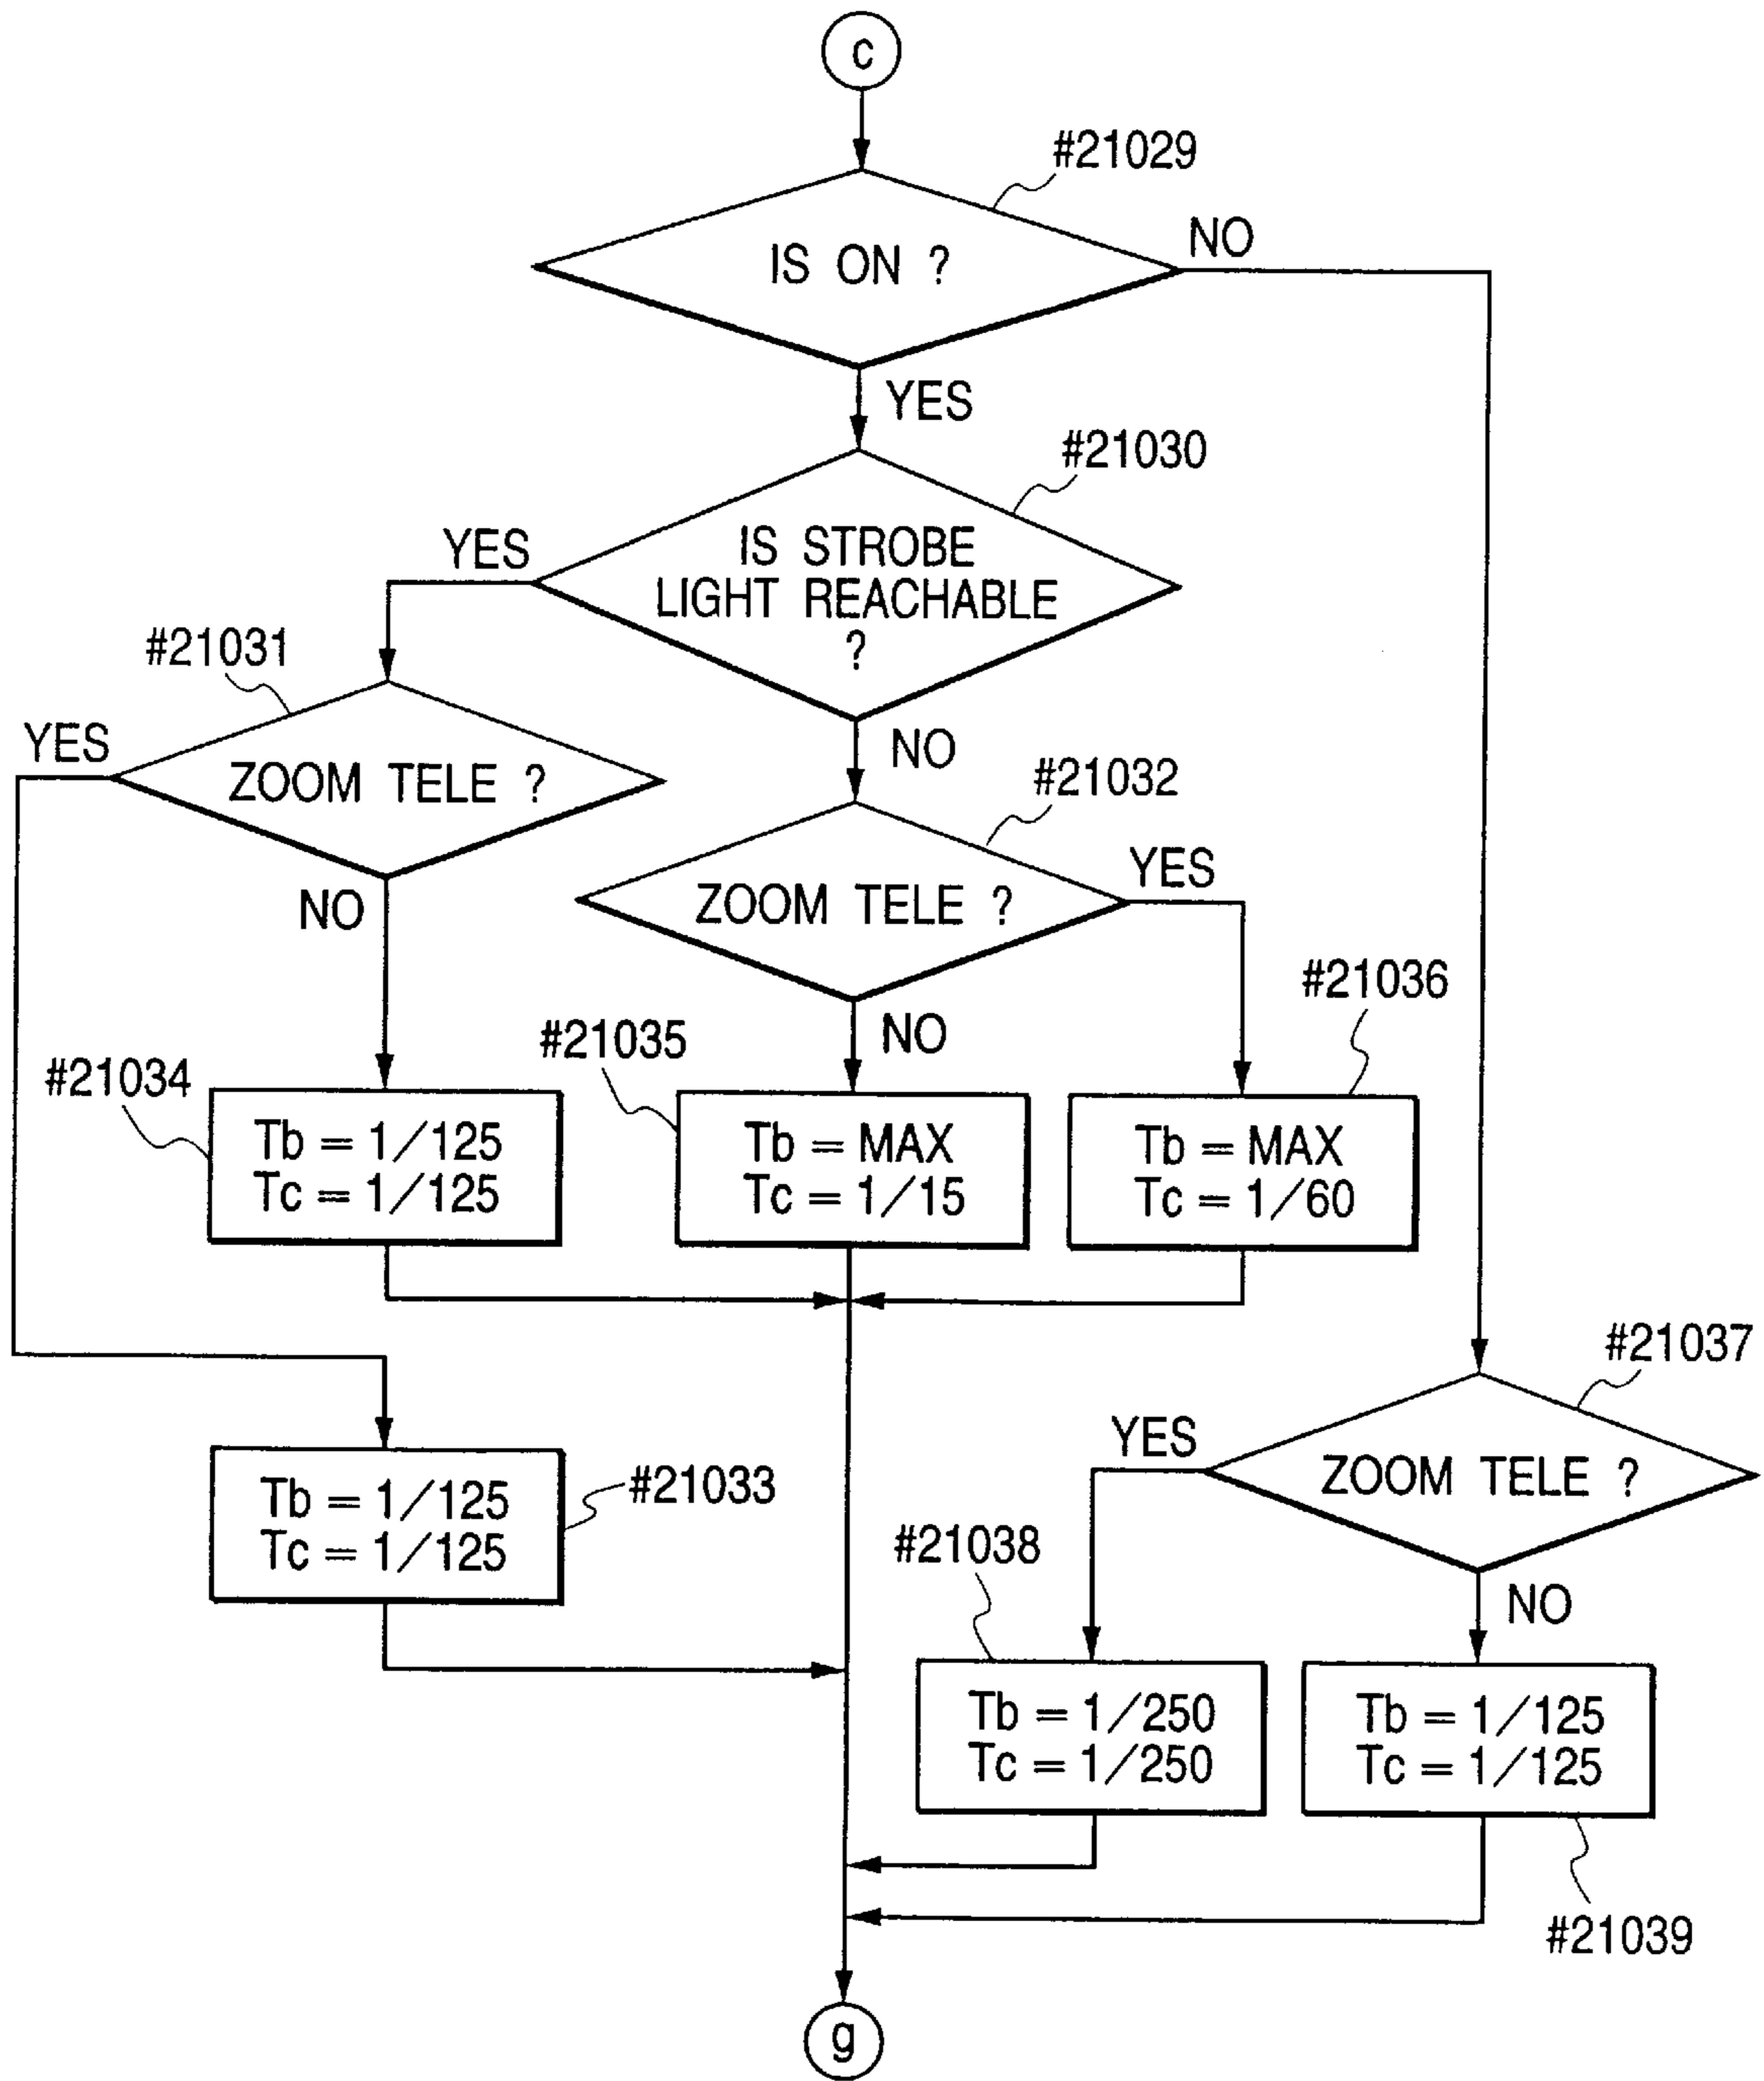 c
#21029
IS ON ?
NO
YES
#21030
IS STROBE
LIGHT REACHABLE
?
YES
#21031
NO
#21032
YES
ZOOM TELE ?
ZOOM TELE ?
YES
NO
#21036
NO
#21035
#21034
Tb = 1/125
Tc = 1/125
Tb = MAX
Tc = 1/15
Tb = MAX
Tc = 1/60
#21037
YES
ZOOM TELE ?
Tb = 1/125
Tc = 1/125
#21033
#21038
NO
Tb = 1/250
Tc = 1/250
Tb = 1/125
Tc = 1/125
#21039
g